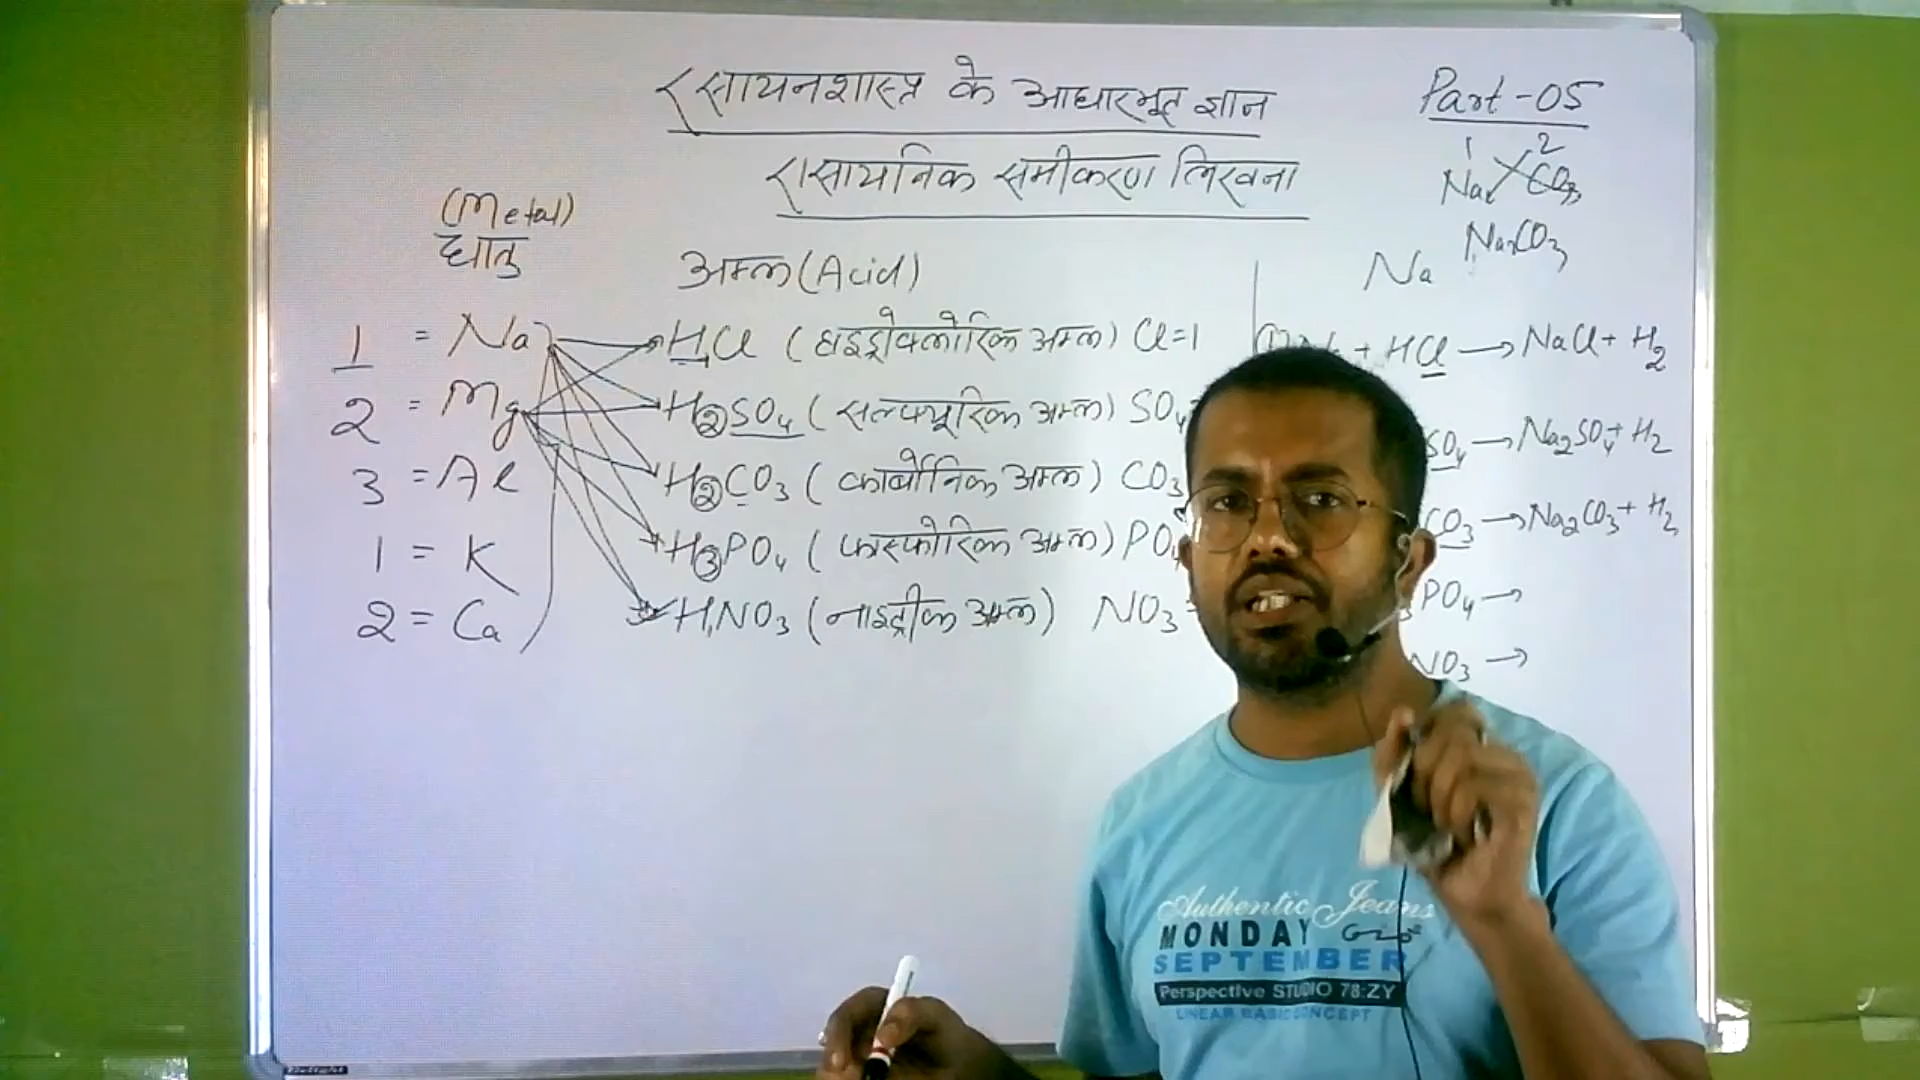 रसायनशास्त्र के आधारभूत ज्ञान
Part-05
रासायनिक समीकरण लिखना
1 2
Na2 CO3
Na2CO3
(Metal)
धातु
अम्ल (Acid)
Na
1 = Na
HCl (हाइड्रोक्लोरिक अम्ल) Cl=1
+ HCl → NaCl + H2
2 = Mg
H2SO4 (सल्फ्यूरिक अम्ल) SO4
SO4 → Na2SO4 + H2
3 = Al
H2CO3 (कार्बोनिक अम्ल) CO3
CO3 → Na2CO3 + H2
1 = K
H3PO4 (फास्फोरिक अम्ल) PO4
PO4 →
2 = Ca
H1NO3 (नाइट्रीक अम्ल) NO3=
NO3 →
Authentic Jeans
MONDAY
SEPTEMBER
Perspective STUDIO 78:ZY
LINEAR BASIC CONCEPT